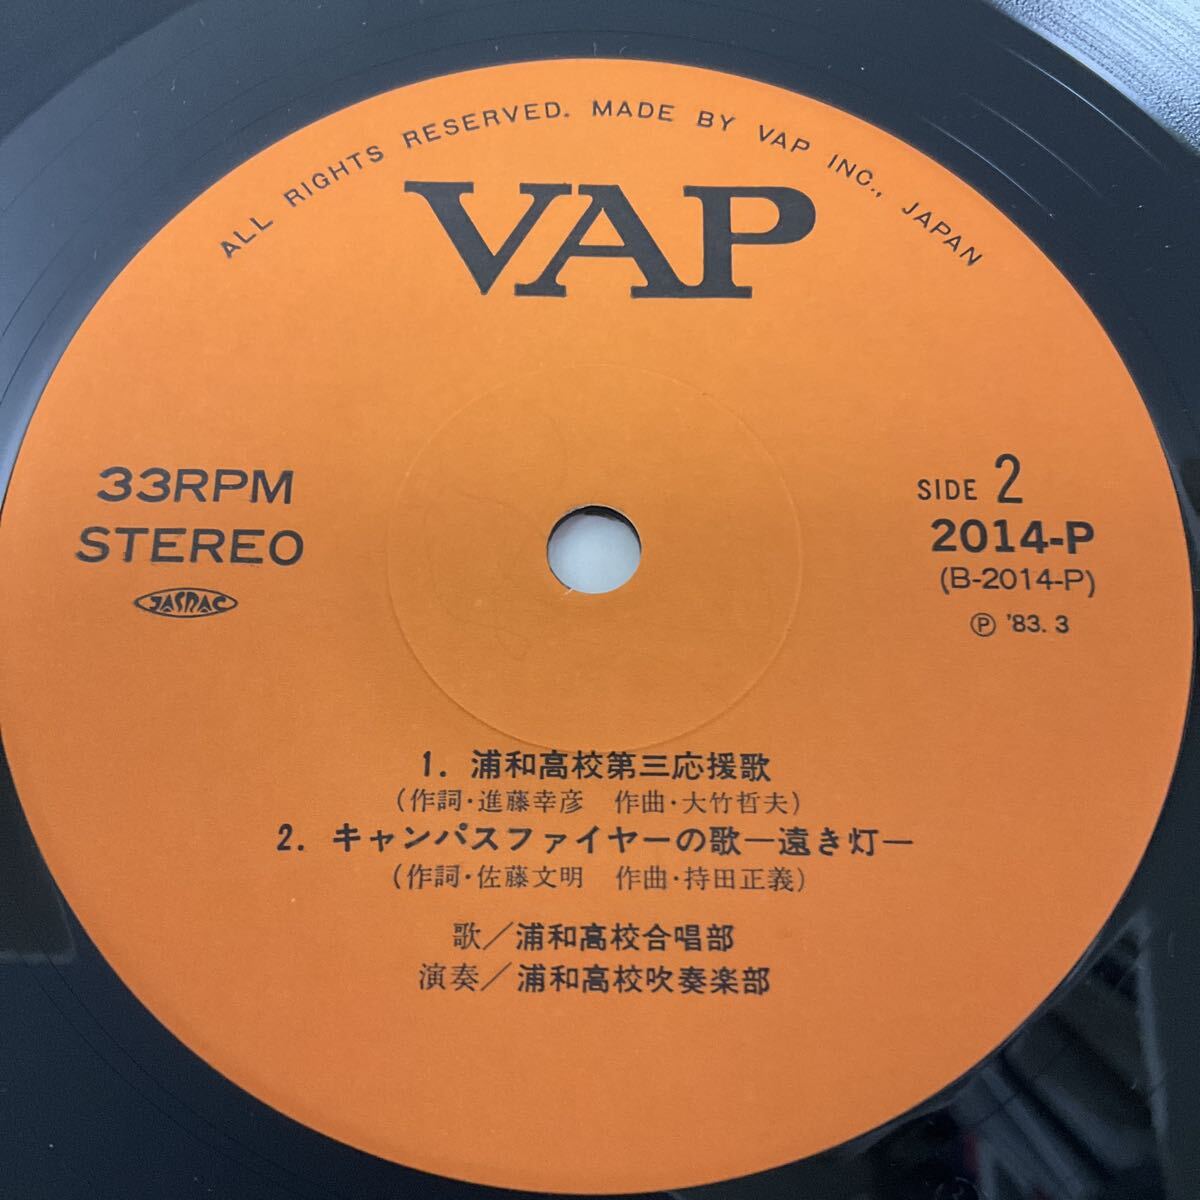 ALL RIGHTS RESERVED. MADE BY VAP INC., JAPAN
VAP
33RPM
STEREO
JASRAC
SIDE 2
2014-P
(B-2014-P)
Ⓟ '83. 3
1. 浦和高校第三応援歌
(作詞・進藤幸彦 作曲・大竹哲夫)
2. キャンパスファイヤーの歌—遠き灯—
(作詞・佐藤文明 作曲・持田正義)
歌/浦和高校合唱部
演奏/浦和高校吹奏楽部